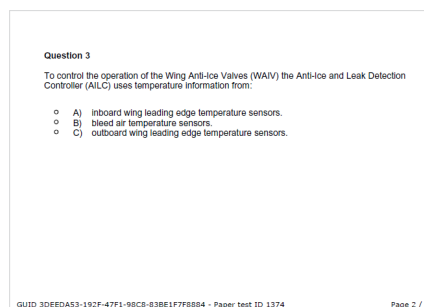 Question 3
To control the operation of the Wing Anti-Ice Valves (WAIV) the Anti-Ice and Leak Detection
Controller (AILC) uses temperature information from:
A) inboard wing leading edge temperature sensors.
B) bleed air temperature sensors.
C) outboard wing leading edge temperature sensors.
GUID 3DEEDA53-192F-47F1-98C8-83BE1F7F8884 - Paper test ID 1374 Page 2 /